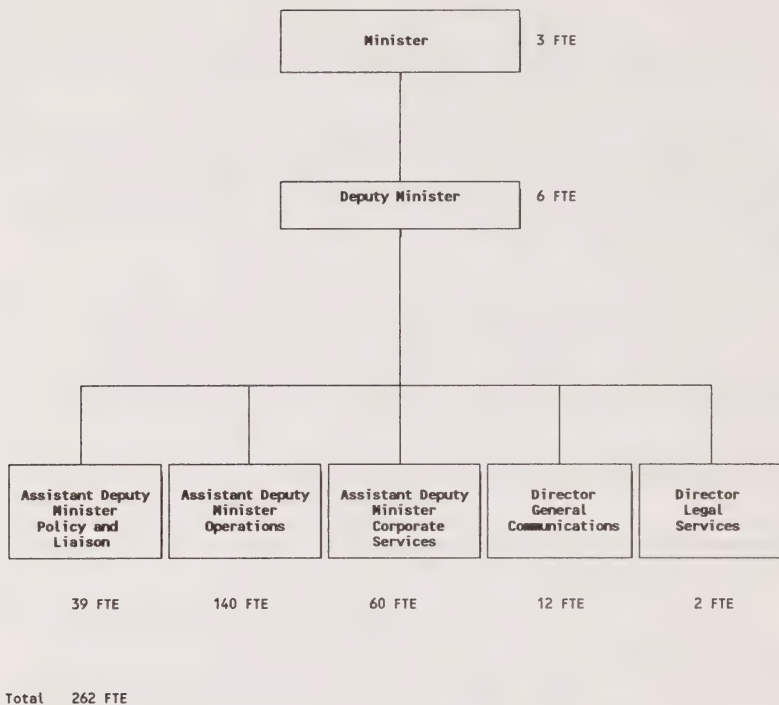 Minister 3 FTE
Deputy Minister 6 FTE
Assistant Deputy
Minister
Policy and
Liaison
39 FTE
Assistant Deputy
Minister
Operations
140 FTE
Assistant Deputy
Minister
Corporate
Services
60 FTE
Director
General
Communications
12 FTE
Director
Legal
Services
2 FTE
Total 262 FTE